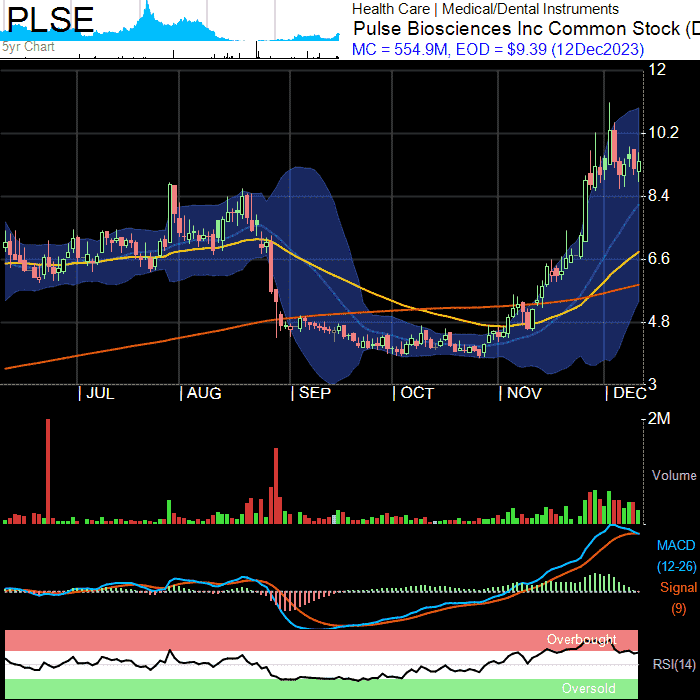 PLSE
5yr Chart
Health Care | Medical/Dental Instruments
Pulse Biosciences Inc Common Stock (D
MC = 554.9M, EOD = $9.39 (12Dec2023)
12
10.2
8.4
6.6
4.8
3
JUL
AUG
SEP
OCT
NOV
DEC
2M
Volume
MACD
(12-26)
Signal
(9)
Overbought
RSI(14)
Oversold